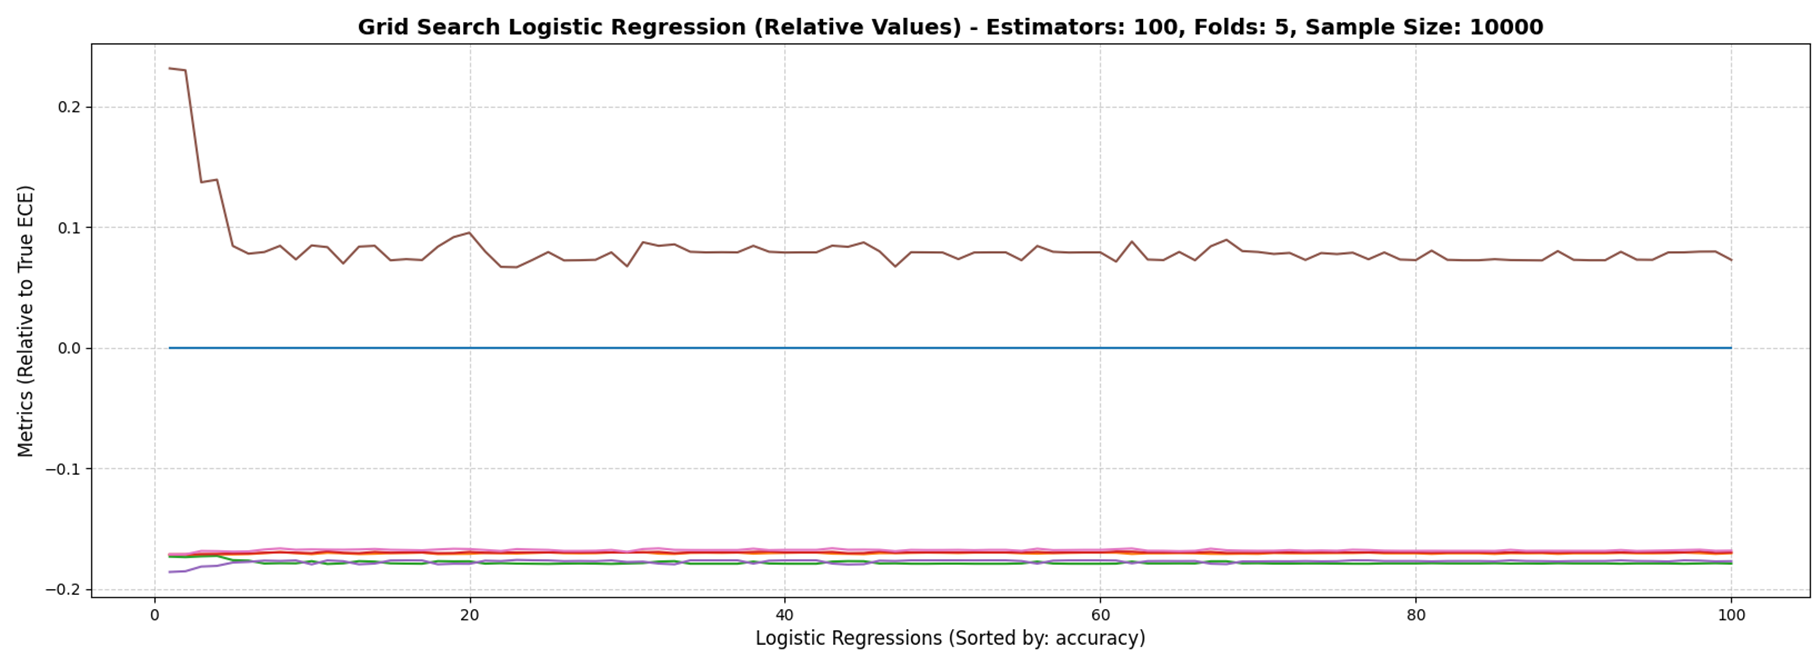 Grid Search Logistic Regression (Relative Values) - Estimators: 100, Folds: 5, Sample Size: 10000
Metrics (Relative to True ECE)
0.2
0.1
0.0
−0.1
−0.2
0 20 40 60 80 100
Logistic Regressions (Sorted by: accuracy)